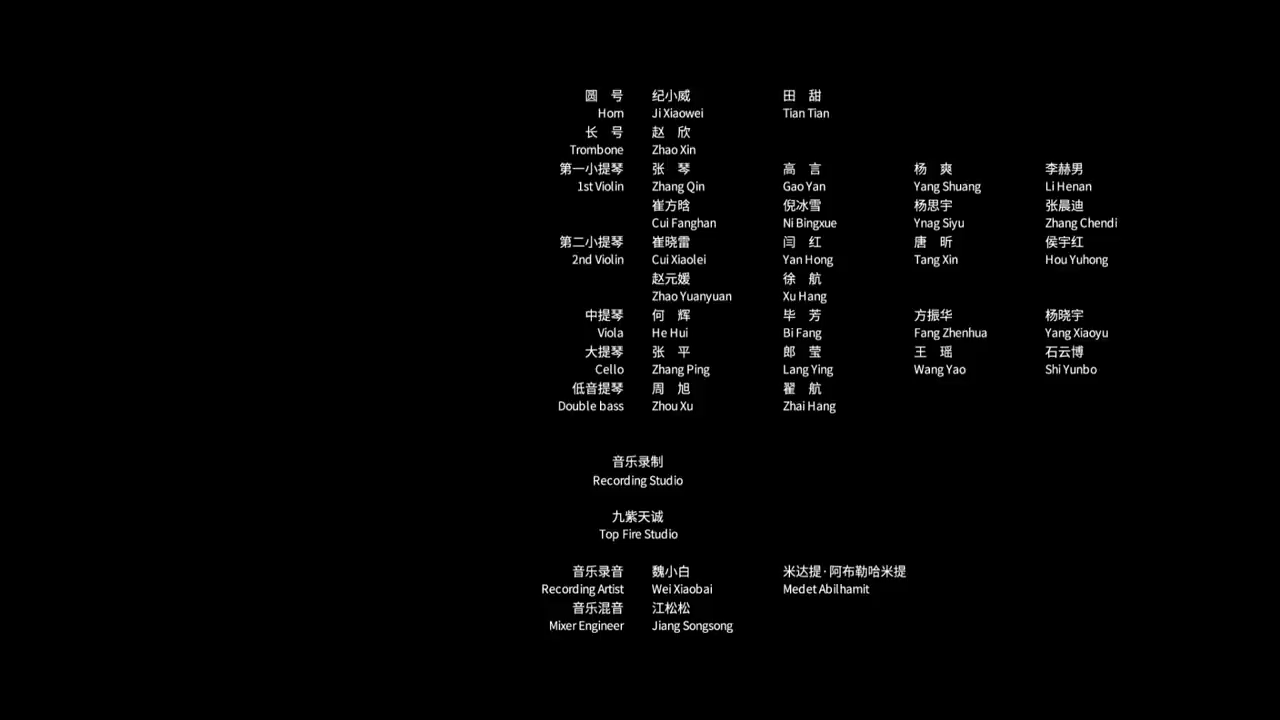 圆 号 纪小威 田 甜
Horn Ji Xiaowei Tian Tian
长 号 赵 欣
Trombone Zhao Xin
第一小提琴 张 琴 高 言 杨 爽 李赫男
1st Violin Zhang Qin Gao Yan Yang Shuang Li Henan
崔方晗 倪冰雪 杨思宇 张晨迪
Cui Fanghan Ni Bingxue Ynag Siyu Zhang Chendi
第二小提琴 崔晓雷 闫 红 唐 昕 侯宇红
2nd Violin Cui Xiaolei Yan Hong Tang Xin Hou Yuhong
赵元媛 徐 航
Zhao Yuanyuan Xu Hang
中提琴 何 辉 毕 芳 方振华 杨晓宇
Viola He Hui Bi Fang Fang Zhenhua Yang Xiaoyu
大提琴 张 平 郎 莹 王 瑶 石云博
Cello Zhang Ping Lang Ying Wang Yao Shi Yunbo
低音提琴 周 旭 翟 航
Double bass Zhou Xu Zhai Hang
音乐录制
Recording Studio
九紫天诚
Top Fire Studio
音乐录音 魏小白 米达提·阿布勒哈米提
Recording Artist Wei Xiaobai Medet Abilhamit
音乐混音 江松松
Mixer Engineer Jiang Songsong